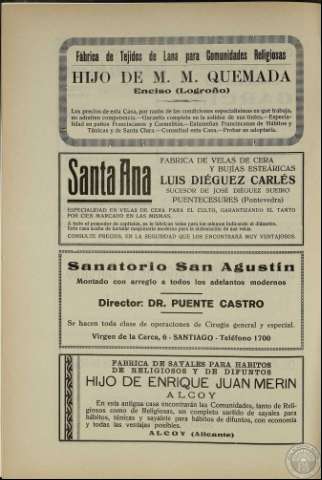 Fábrica de Tejidos de Lana para Comunidades Religiosas
HIJO DE M. M. QUEMADA
Enciso (Logroño)
Los precios de esta Casa, por razón de las condiciones especialísimas en que trabaja,
no admiten competencia.—Garantía completa en la solidez de sus tintes.—Especia-
lidad en paños Franciscanos y Carmelitas.—Estameñas Franciscanas de Hábitos y
Túnicas y de Santa Clara.—Consultad esta Casa.—Probar es adoptarla.
Santa Ana
FABRICA DE VELAS DE CERA
Y BUJÍAS ESTEÁRICAS
LUIS DIÉGUEZ CARLÉS
SUCESOR DE JOSÉ DIÉGUEZ BUEBO
PUENTECESURES (Pontevedra)
ESPECIALIDAD EN VELAS DE CERA PARA EL CULTO, GARANTIZANDO EL TANTO
POR CIEN MARCADO EN LAS MISMAS.
A todo el comprador de
CONSULTE PRECIOS, EN LA SEGURIDAD QUE LOS ENCONTRARÁ MUY VENTAJOSOS.
Sanatorio San Agustín
Montado con arreglo a todos los adelantos modernos
Director: DR. PUENTE CASTRO
Se hacen toda clase de operaciones de Cirugía general y especial.
Virgen de la Cerca, 6 - SANTIAGO - Teléfono 1700
FABRICA DE SAYALES PARA HABITOS
DE RELIGIOSOS Y DE DIFUNTOS
HIJO DE ENRIQUE JUAN MERIN
ALCOY
En esta antigua casa encontrarán las Comunidades, tanto de Reli-
giosos como de Religiosas, un completo surtido de sayales para
hábitos, túnicas y sayalete para hábitos de difuntos, con economía
y todas las ventajas posibles.
ALCOY (Alicante)